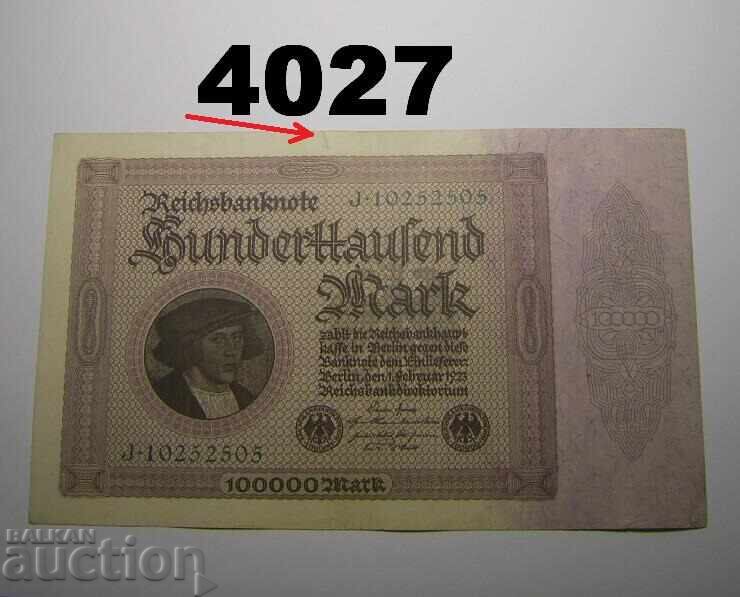 4027
Reichsbanknote J·10252505
Hunderttausend
Mark
100000
zahlt die Reichsbankhaupt-
kasse in Berlin gegen diese
Banknote dem Einlieferer.
Berlin, den 1. Februar 1923
Reichsbankdirektorium
J·10252505
100000 Mark
BALKAN
auction